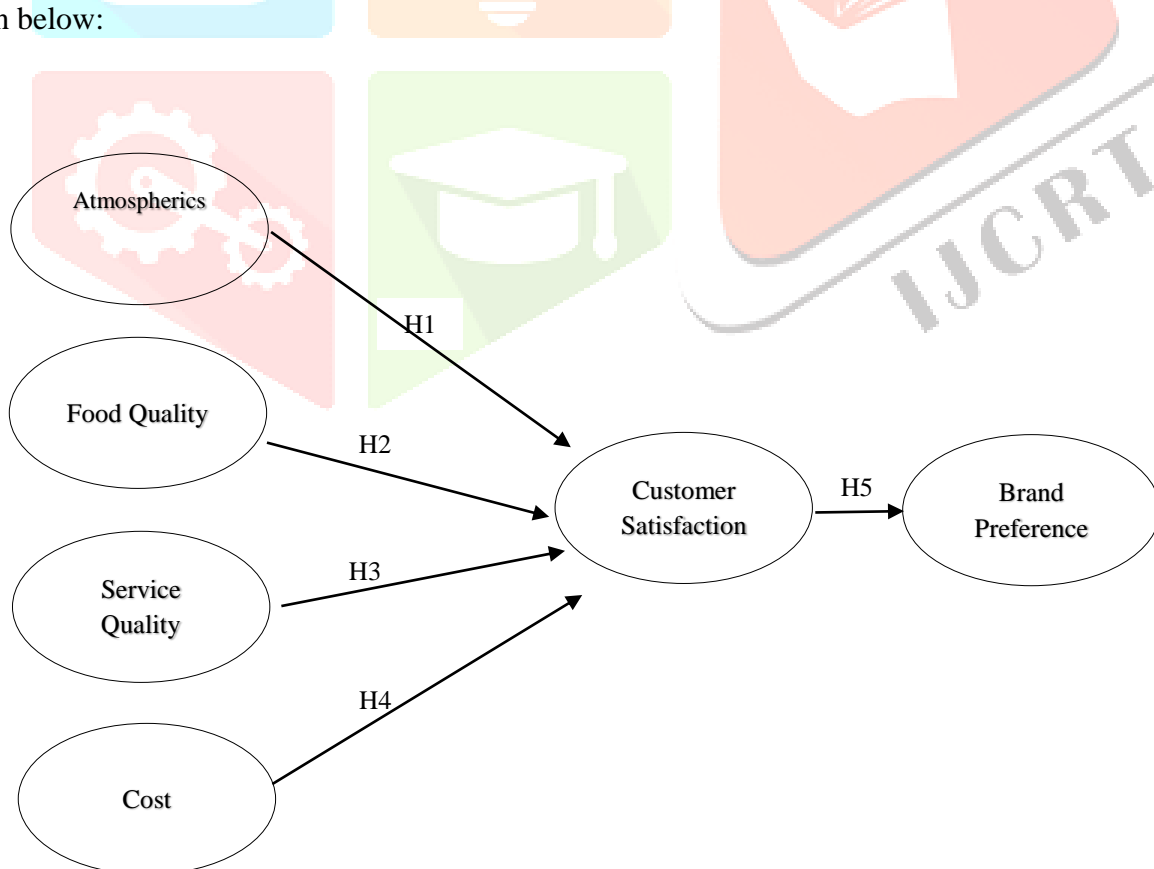 below:
Atmospherics
H1
Food Quality
H2
Customer
Satisfaction
H5
Brand
Preference
H3
Service
Quality
H4
Cost
IJCRT